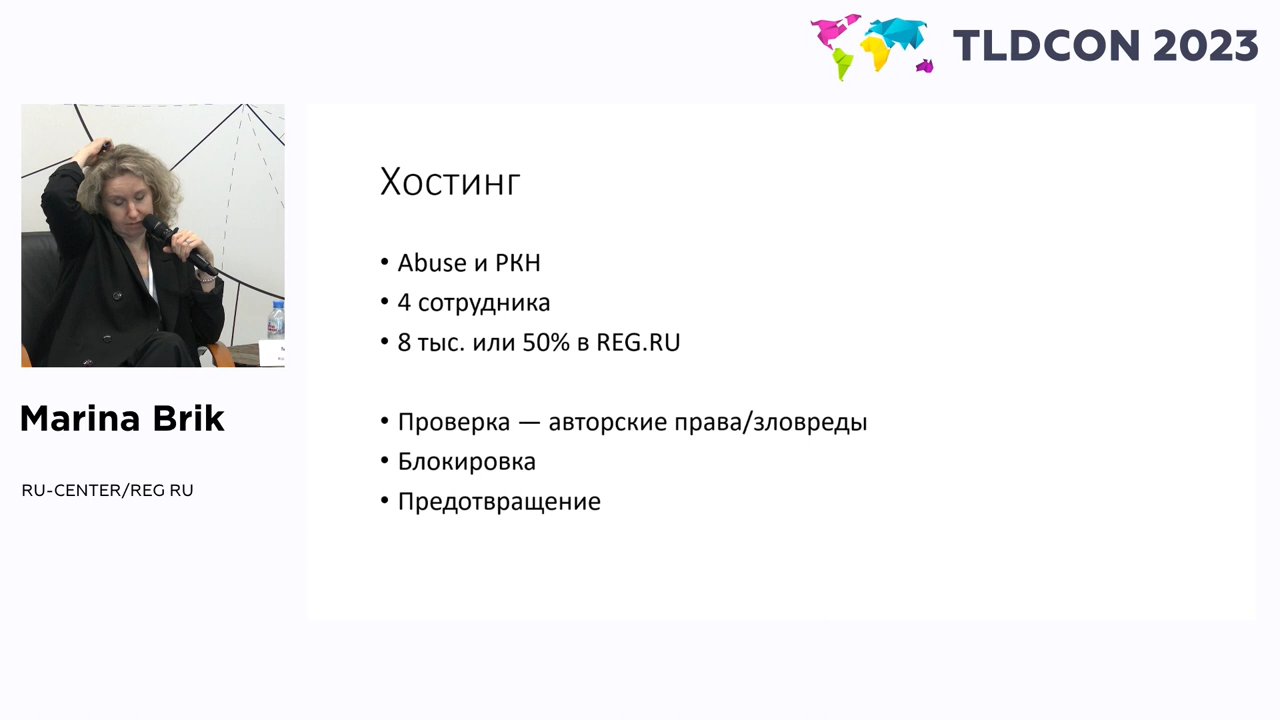 TLDCON 2023
Хостинг
• Abuse и РКН
• 4 сотрудника
• 8 тыс. или 50% в REG.RU
• Проверка — авторские права/зловреды
• Блокировка
• Предотвращение
Marina Brik
RU-CENTER/REG RU